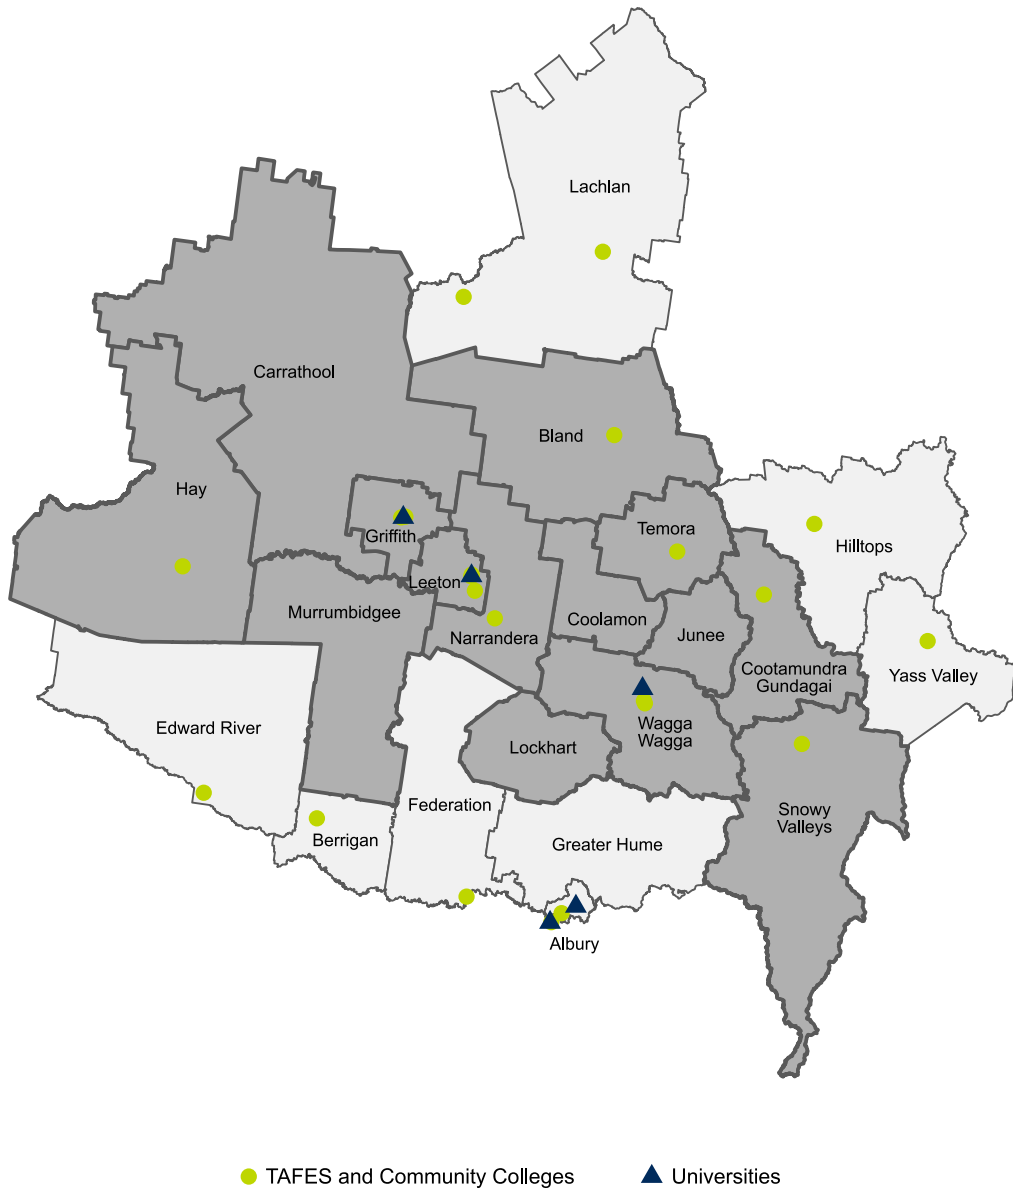 Lachlan
Carrathool
Bland
Hay
Temora
Griffith
Hilltops
Leeton
Murrumbidgee
Coolamon
Junee
Narrandera
Cootamundra
Gundagai
Yass Valley
Edward River
Wagga
Wagga
Lockhart
Federation
Snowy
Valleys
Berrigan
Greater Hume
Albury
TAFES and Community Colleges
Universities